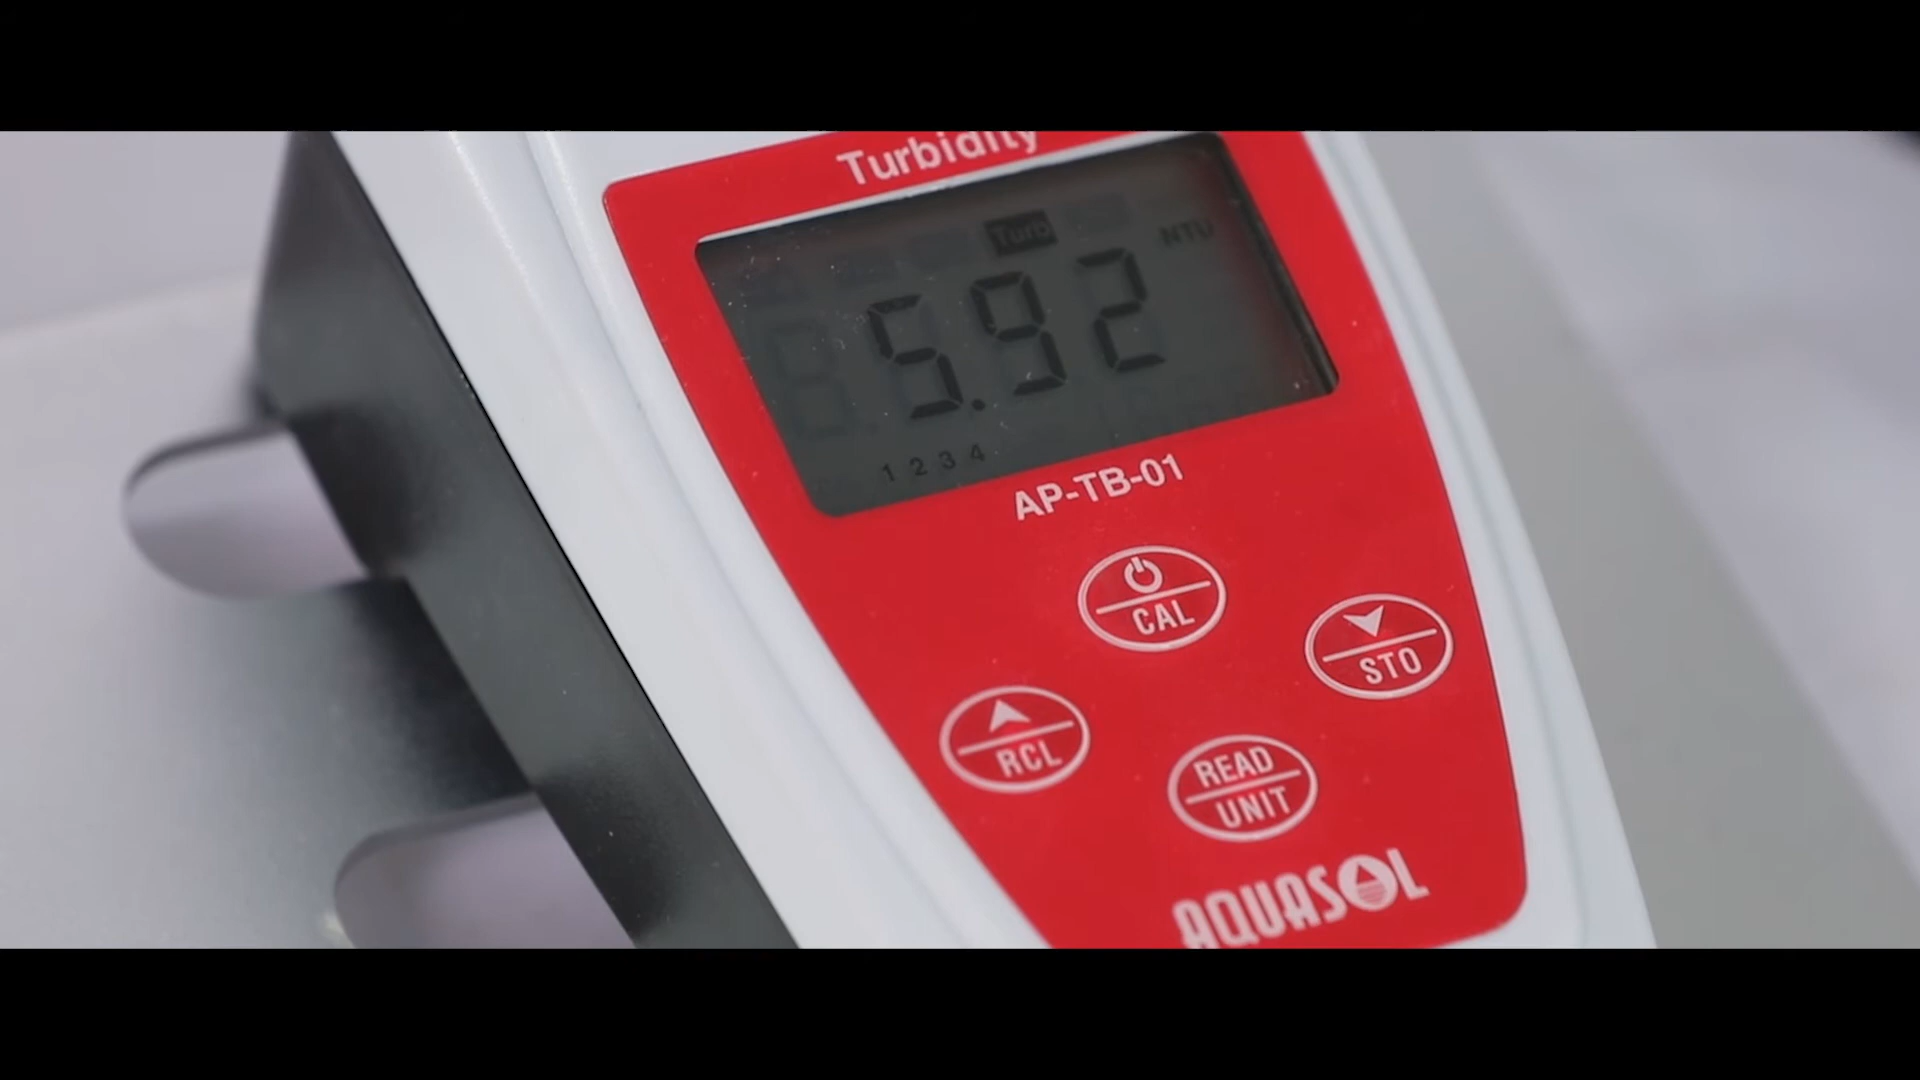 Turbidity
Turb
NTU
5.92
1 2 3 4
AP-TB-01
CAL
STO
RCL
READ
UNIT
AQUASOL